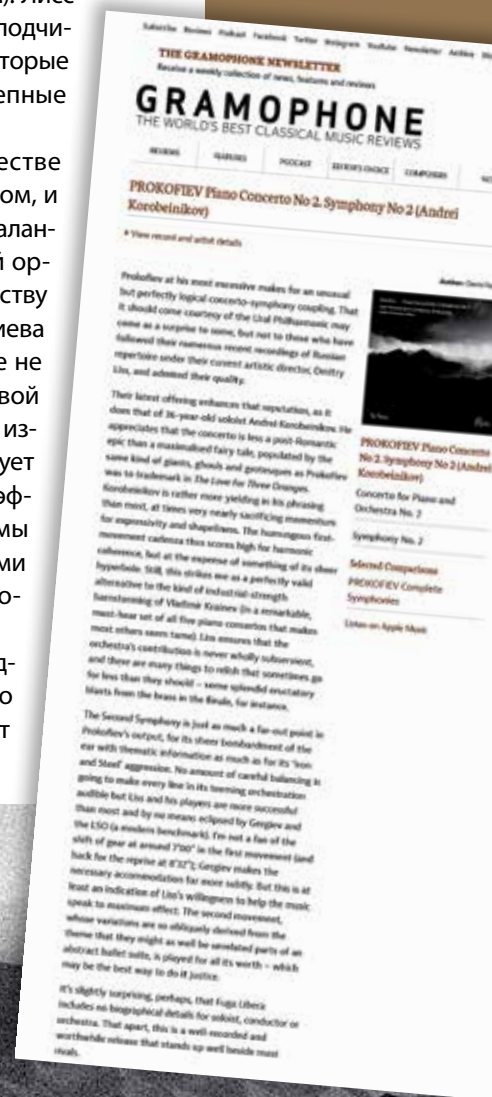 подчи-
торые
епные
естве
ом, и
алан-
й ор-
ству
иева
е не
вой
из-
ует
эф-
мы
ми
о-
д-
о
т
Subscribe Reviews Podcast Facebook Twitter Instagram YouTube Newsletter Archive
THE GRAMOPHONE NEWSLETTER
Receive a weekly collection of news, features and reviews
GRAMOPHONE
THE WORLD'S BEST CLASSICAL MUSIC REVIEWS
REVIEWS FEATURES PODCAST EDITOR'S CHOICE COMPOSERS
PROKOFIEV Piano Concerto No 2. Symphony No 2 (Andrei
Korobeinikov)
View record and artist details
Prokofiev at his most excessive makes for an unusual
but perfectly logical concerto-symphony coupling. That
it should come courtesy of the Ural Philharmonic may
come as a surprise to some, but not to those who have
followed their numerous recent recordings of Russian
repertoire under their current artistic director, Dmitry
Liss, and admired their quality.
Their latest offering enhances that reputation, as it
does that of 36-year-old soloist Andrei Korobeinikov. He
appreciates that the concerto is less a post-Romantic
epic than a maximalised fairy tale, populated by the
same kind of giants, ghouls and grotesques as Prokofiev
was to trademark in The Love for Three Oranges.
Korobeinikov is rather more yielding in his phrasing
than most, at times very nearly sacrificing momentum
for expressivity and shapeliness. The humungous first-
movement cadenza thus scores high for harmonic
coherence, but at the expense of something of its sheer
hyperbole. Still, this strikes me as a perfectly valid
alternative to the kind of industrial-strength
barnstorming of Vladimir Krainev (in a remarkable,
must-hear set of all five piano concertos that makes
most others seem tame). Liss ensures that the
orchestra's contribution is never wholly subservient,
and there are many things to relish that sometimes go
for less than they should – some splendid eructatory
blasts from the brass in the finale, for instance.
The Second Symphony is just as much a far-out point in
Prokofiev's output, for its sheer bombardment of the
ear with thematic information as much as for its 'Iron
and Steel' aggression. No amount of careful balancing is
going to make every line in its teeming orchestration
audible but Liss and his players are more successful
than most and by no means eclipsed by Gergiev and
the LSO (a modern benchmark). I'm not a fan of the
shift of gear at around 7'00" in the first movement (and
back for the reprise at 8'32"); Gergiev makes the
necessary accommodation far more subtly. But this is at
least an indication of Liss's willingness to help the music
speak to maximum effect. The second movement,
whose variations are so obliquely derived from the
theme that they might as well be unrelated parts of an
abstract ballet suite, is played for all its worth – which
may be the best way to do it justice.
It's slightly surprising, perhaps, that Fuga Libera
includes no biographical details for soloist, conductor or
orchestra. That apart, this is a well-recorded and
worthwhile release that stands up well beside most
rivals.
Author:
PROKOFIEV Piano Concerto
No 2. Symphony No 2 (Andrei
Korobeinikov)
Concerto for Piano and
Orchestra No. 2
Symphony No. 2
Selected Comparisons
PROKOFIEV Complete
Symphonies
Listen on Apple Music